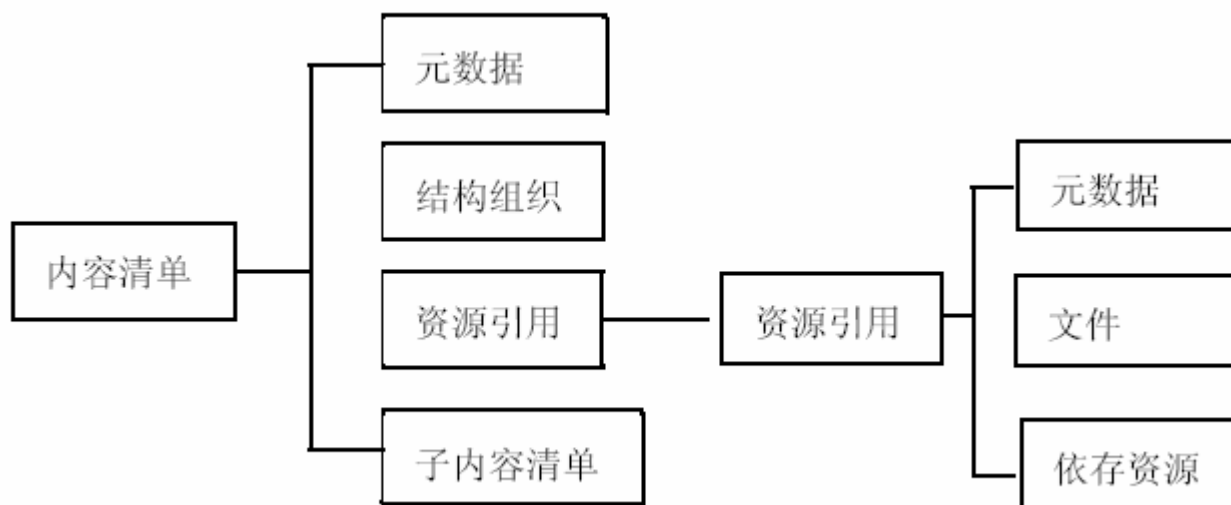 内容清单
元数据
结构组织
资源引用
子内容清单
资源引用
元数据
文件
依存资源